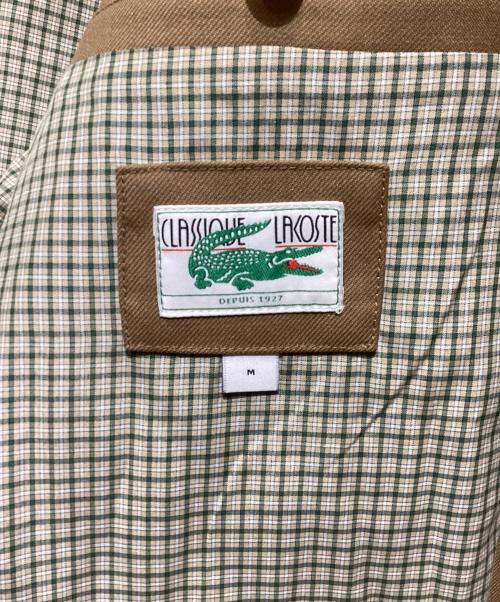 CLASSIQUE LACOSTE
DEPUIS 1927
M